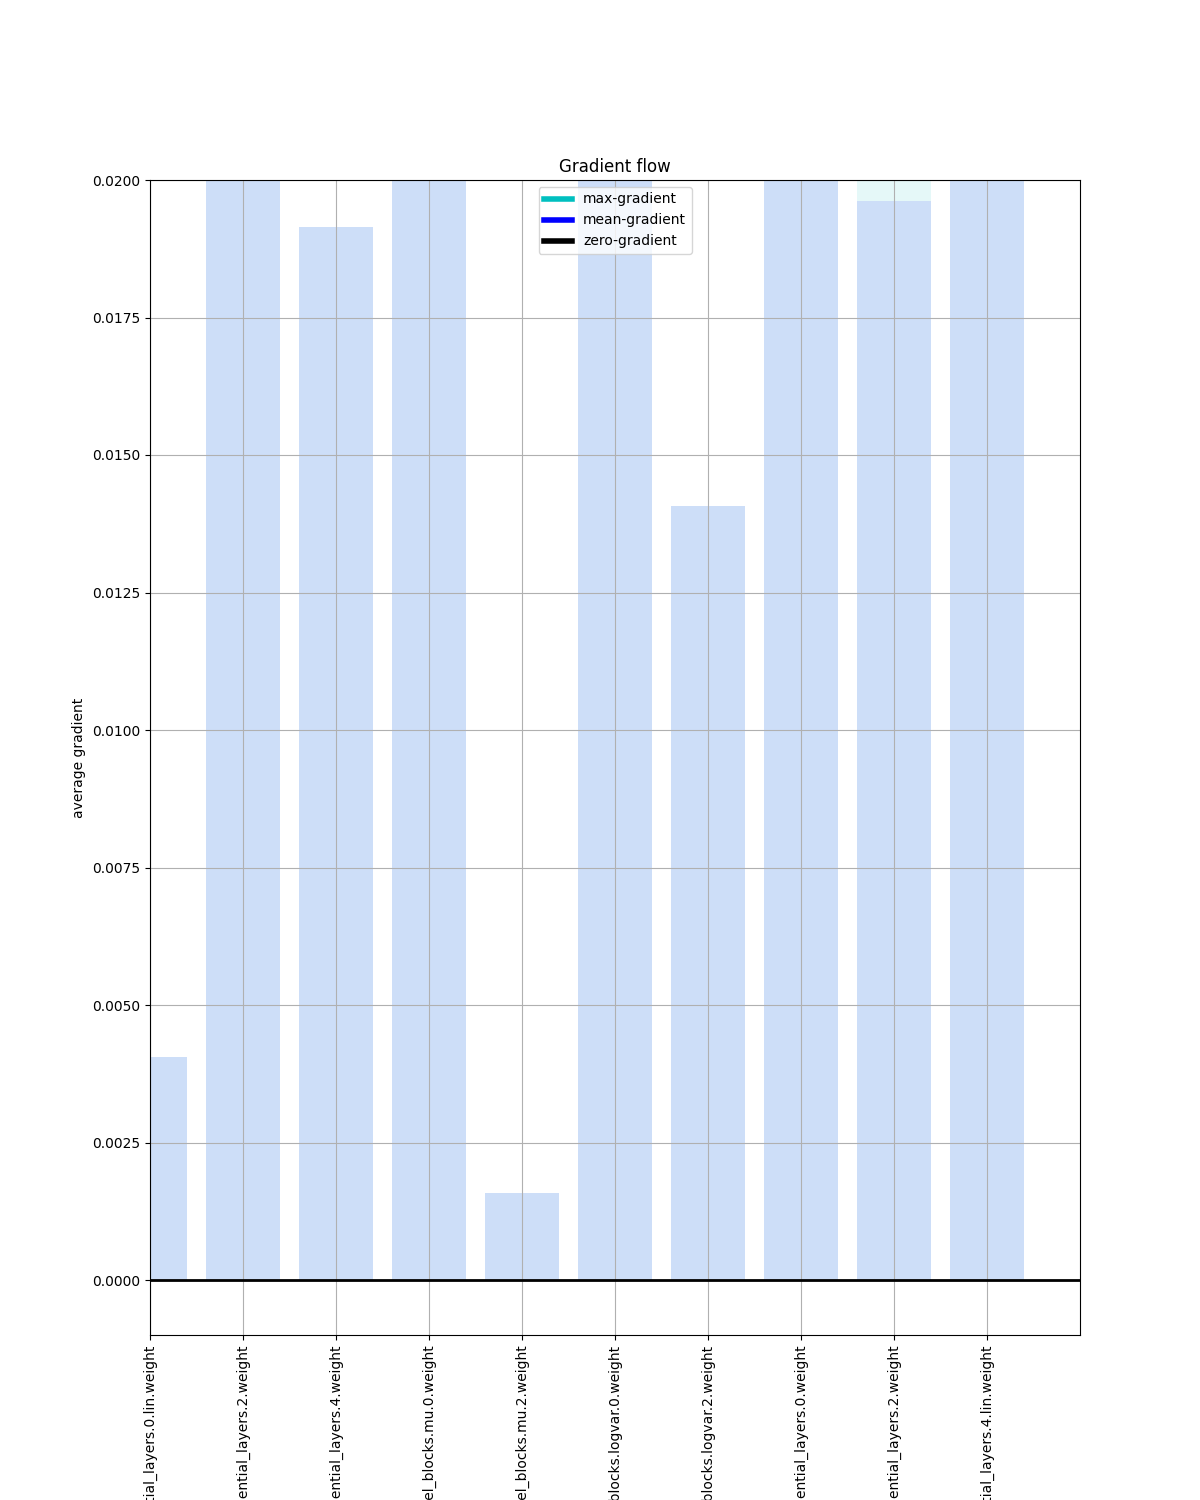 Gradient flow
max-gradient
mean-gradient
zero-gradient
0.0200
0.0175
0.0150
0.0125
0.0100
0.0075
0.0050
0.0025
0.0000
average gradient
tial_layers.0.lin.weight
ential_layers.2.weight
ential_layers.4.weight
el_blocks.mu.0.weight
el_blocks.mu.2.weight
blocks.logvar.0.weight
blocks.logvar.2.weight
ential_layers.0.weight
ential_layers.2.weight
tial_layers.4.lin.weight